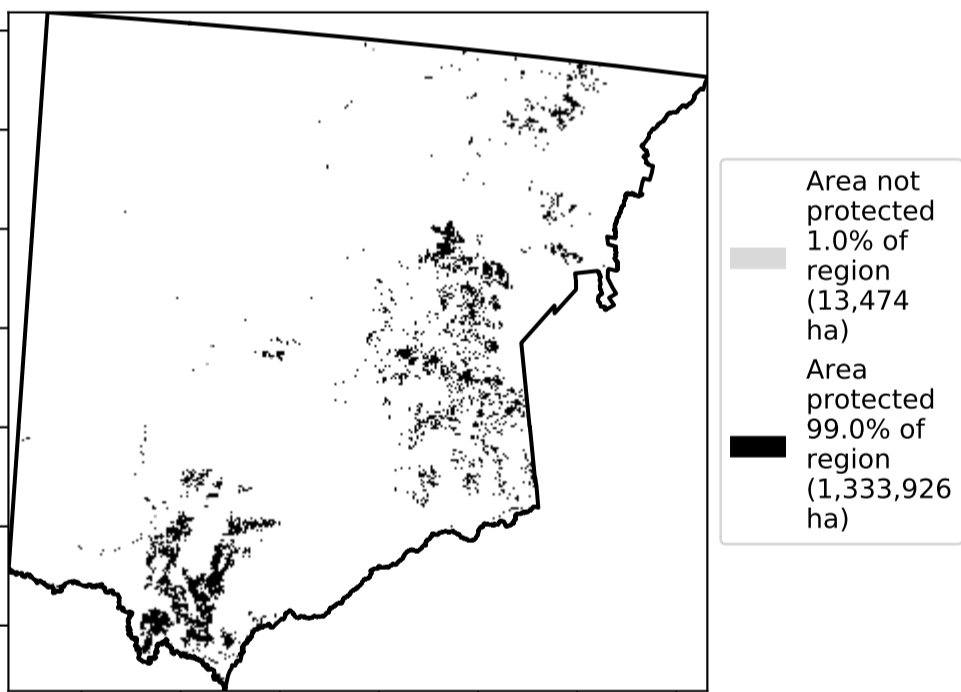 Area not
protected
1.0% of
region
(13,474
ha)
Area
protected
99.0% of
region
(1,333,926
ha)